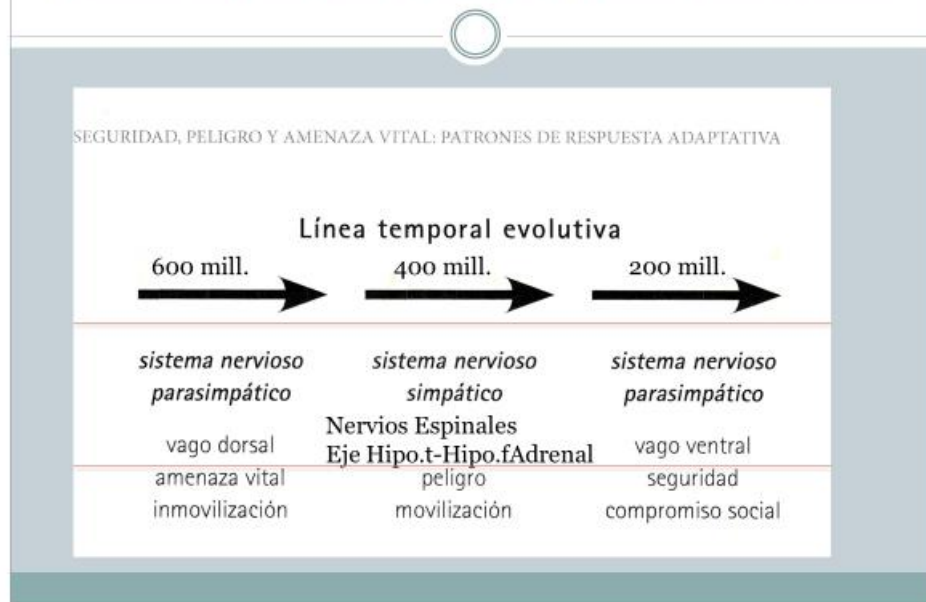 SEGURIDAD, PELIGRO Y AMENAZA VITAL: PATRONES DE RESPUESTA ADAPTATIVA
Línea temporal evolutiva
600 mill.
400 mill.
200 mill.
sistema nervioso
parasimpático
vago dorsal
amenaza vital
inmovilización
sistema nervioso
simpático
Nervios Espinales
Eje Hipo.t-Hipo.fAdrenal
peligro
movilización
sistema nervioso
parasimpático
vago ventral
seguridad
compromiso social